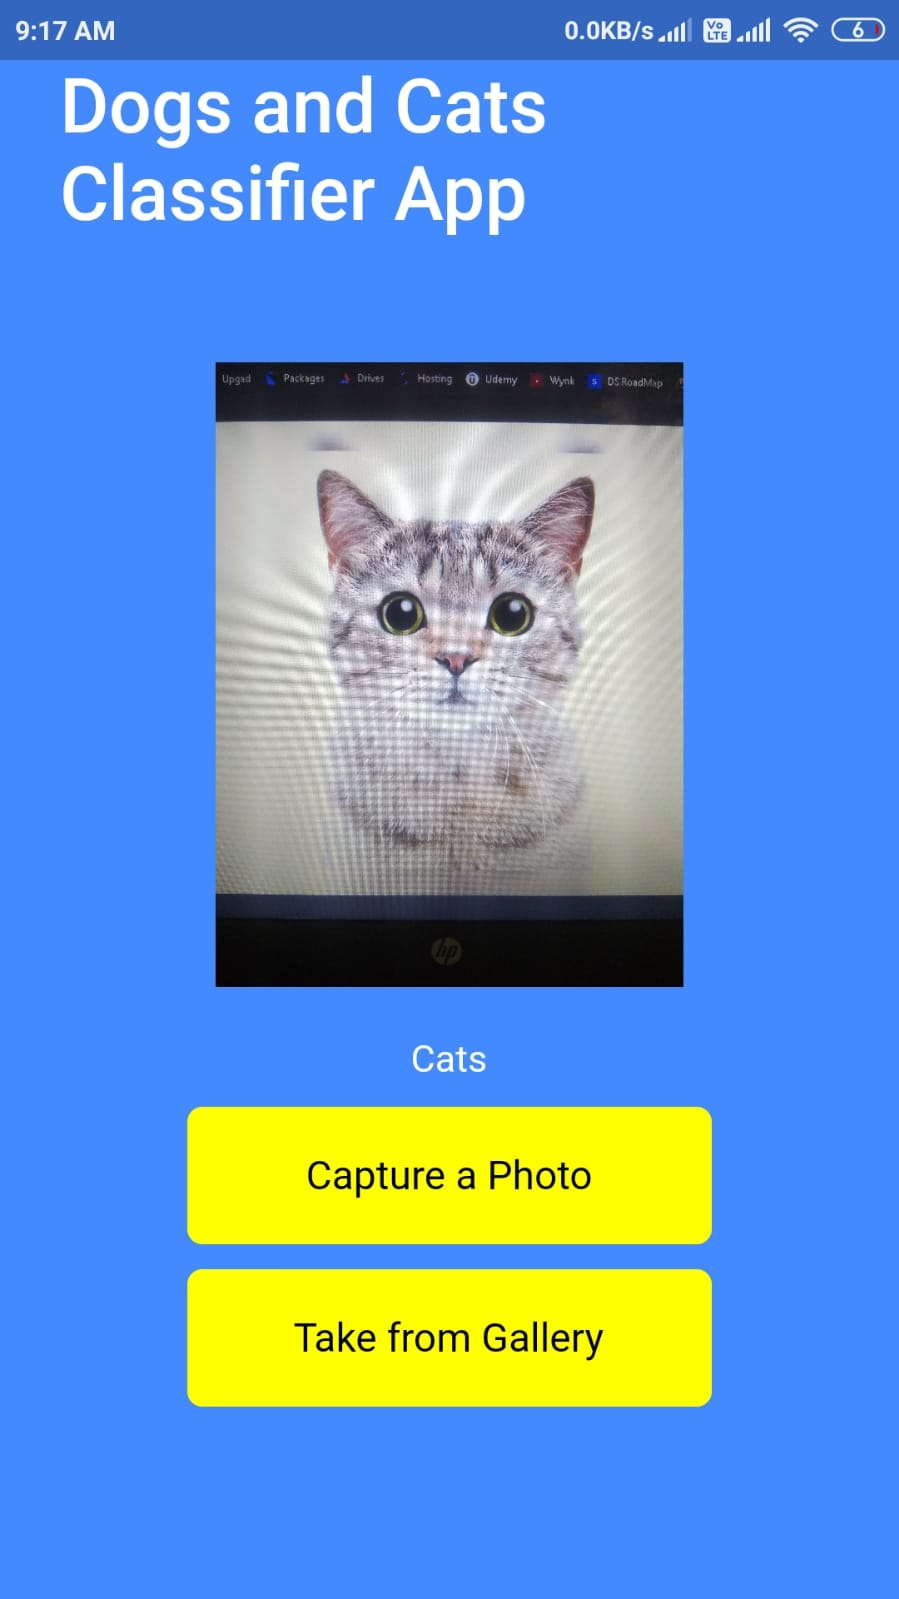 9:17 AM 0.0KB/s Vo LTE 6
Dogs and Cats
Classifier App
Upgad Packages Drives Hosting Udemy Wynk S DS RoadMap
hp
Cats
Capture a Photo
Take from Gallery